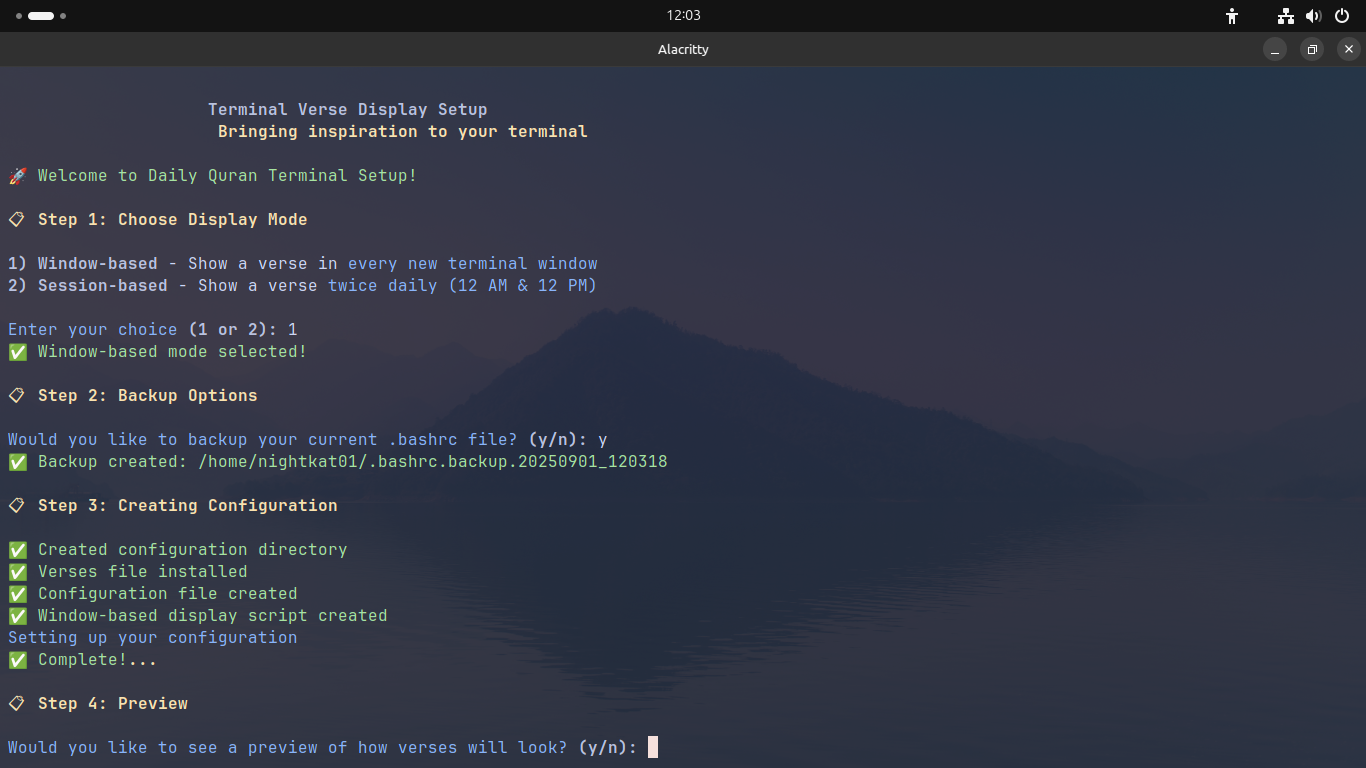 12:03
Alacritty
Terminal Verse Display Setup
Bringing inspiration to your terminal
🚀 Welcome to Daily Quran Terminal Setup!
📋 Step 1: Choose Display Mode
1) Window-based - Show a verse in every new terminal window
2) Session-based - Show a verse twice daily (12 AM & 12 PM)
Enter your choice (1 or 2): 1
✅ Window-based mode selected!
📋 Step 2: Backup Options
Would you like to backup your current .bashrc file? (y/n): y
✅ Backup created: /home/nightkat01/.bashrc.backup.20250901_120318
📋 Step 3: Creating Configuration
✅ Created configuration directory
✅ Verses file installed
✅ Configuration file created
✅ Window-based display script created
Setting up your configuration
✅ Complete!...
📋 Step 4: Preview
Would you like to see a preview of how verses will look? (y/n):